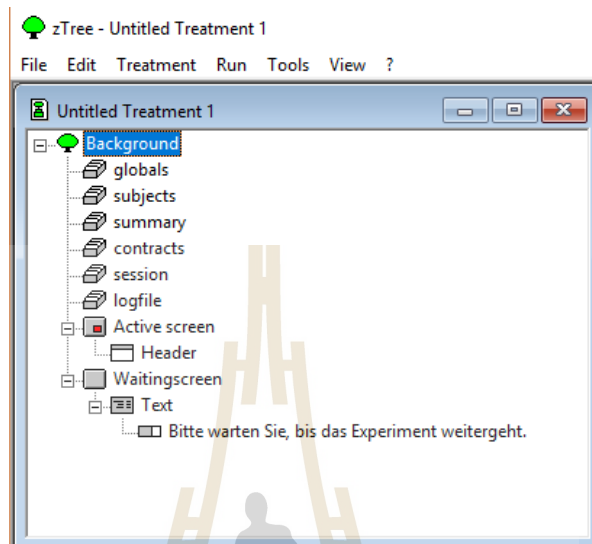 zTree - Untitled Treatment 1
File Edit Treatment Run Tools View ?
Untitled Treatment 1
Background
globals
subjects
summary
contracts
session
logfile
Active screen
Header
Waitingscreen
Text
Bitte warten Sie, bis das Experiment weitergeht.